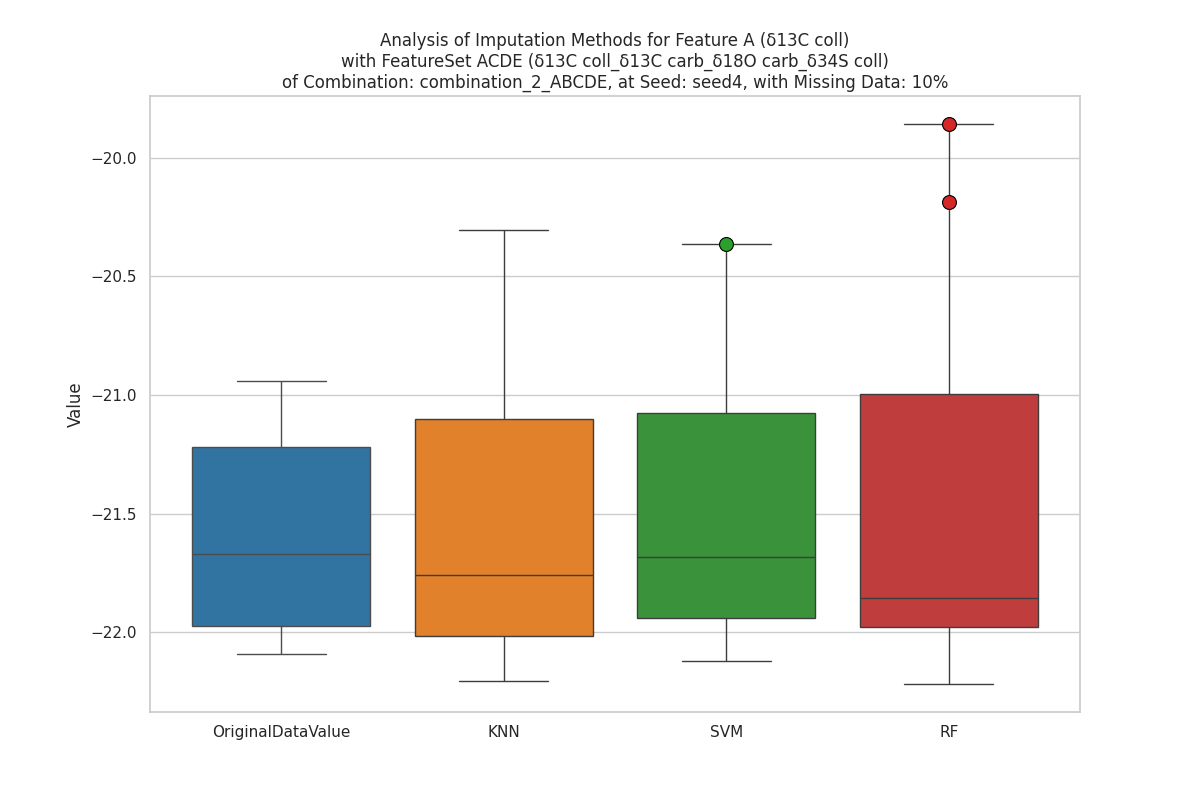 Analysis of Imputation Methods for Feature A (δ13C coll)
with FeatureSet ACDE (δ13C coll_δ13C carb_δ18O carb_δ34S coll)
of Combination: combination_2_ABCDE, at Seed: seed4, with Missing Data: 10%
Value
−20.0
−20.5
−21.0
−21.5
−22.0
OriginalDataValue
KNN
SVM
RF